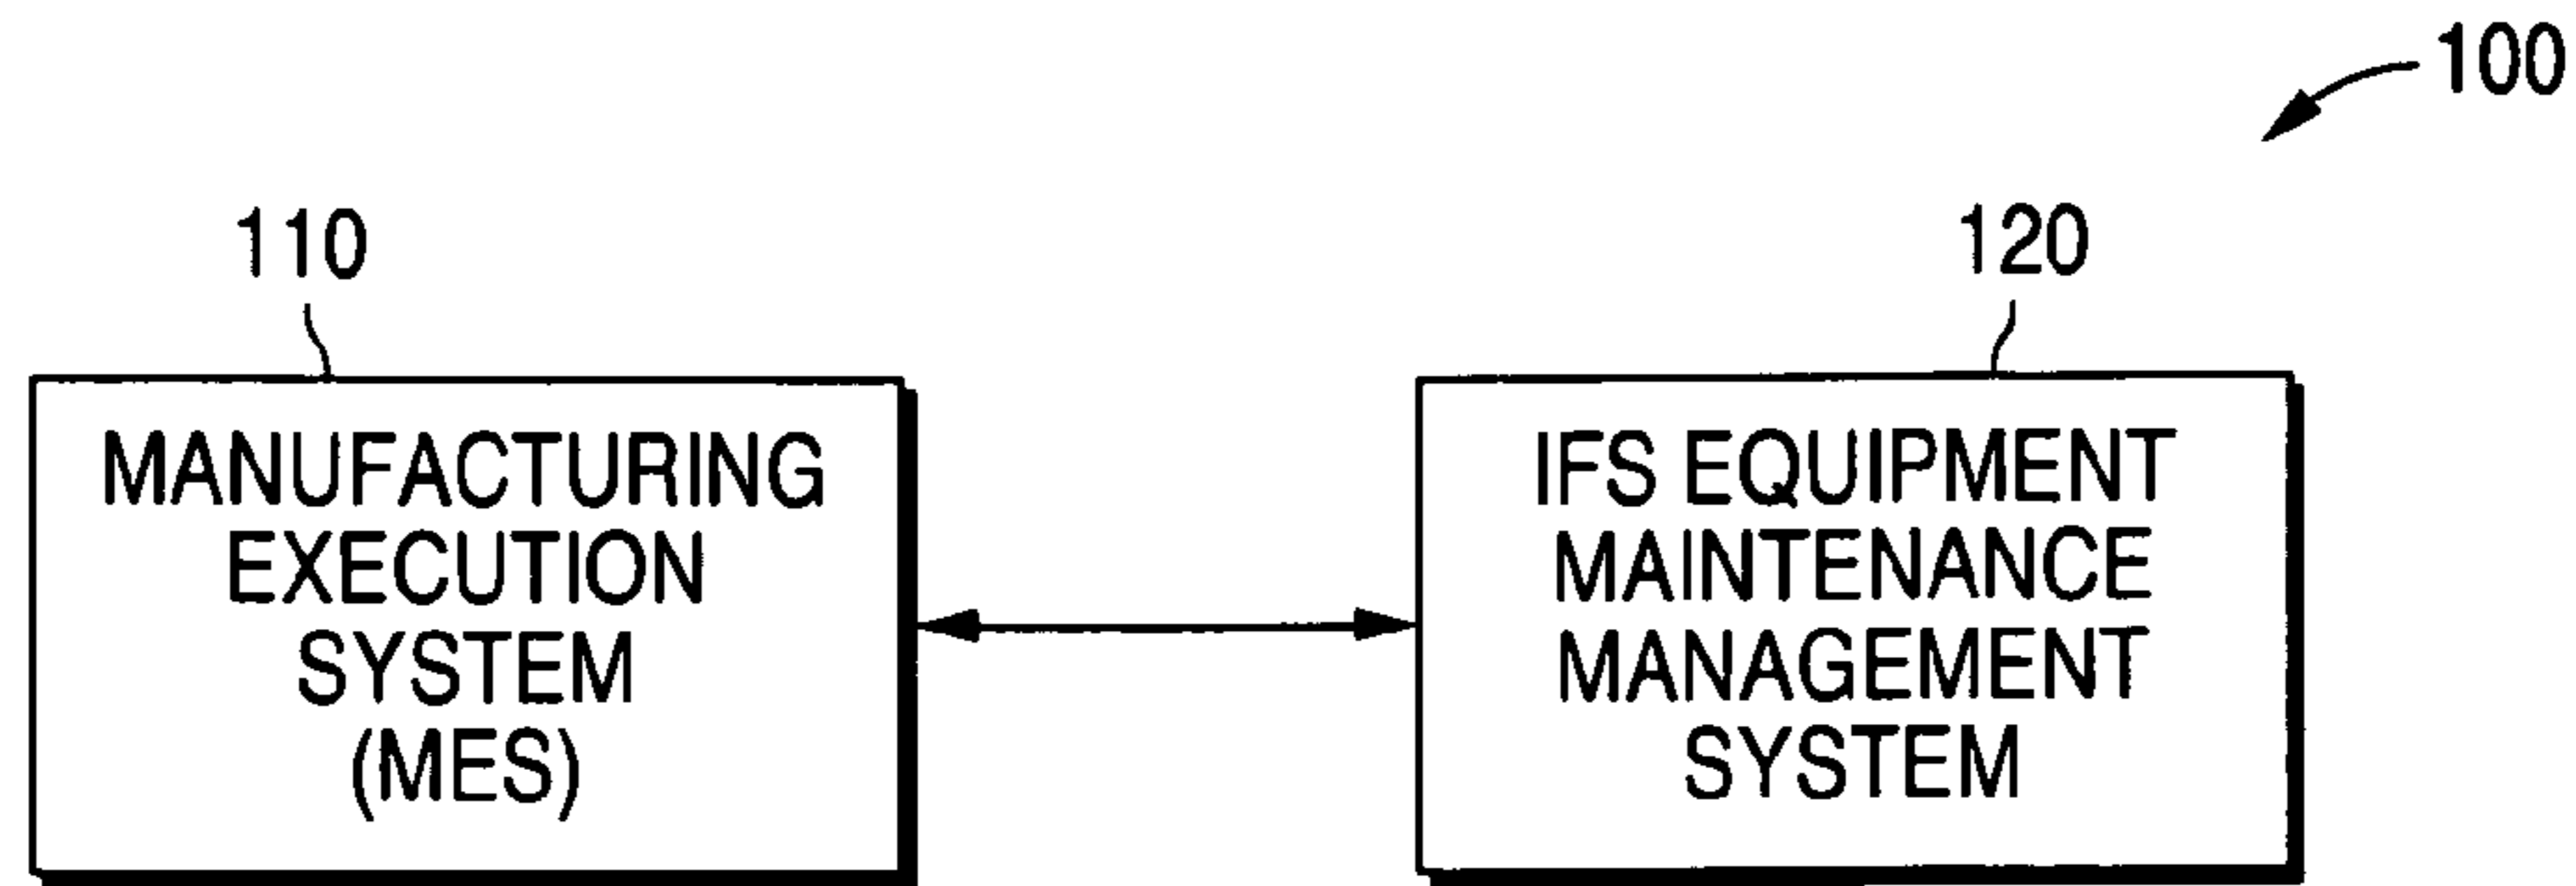 100
110
120
MANUFACTURING
EXECUTION
SYSTEM
(MES)
IFS EQUIPMENT
MAINTENANCE
MANAGEMENT
SYSTEM